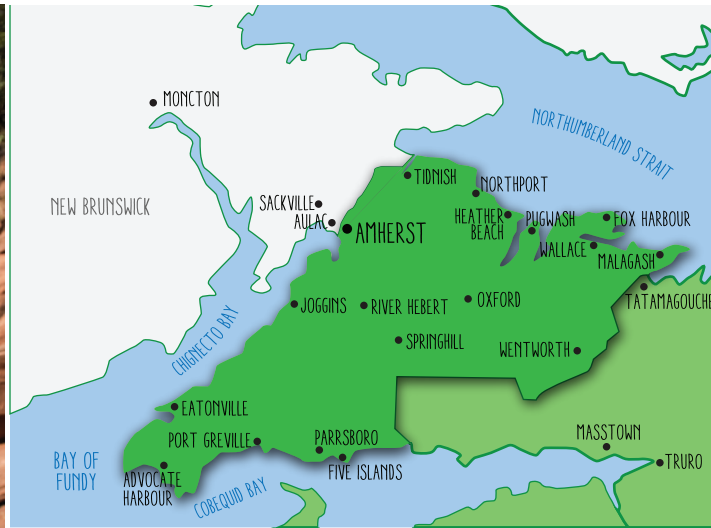 MONCTON
NORTHUMBERLAND STRAIT
TIDNISH
NORTHPORT
NEW BRUNSWICK
SACKVILLE
AULAC
AMHERST
HEATHER
BEACH
PUGWASH
FOX HARBOUR
WALLACE
MALAGASH
TATAMAGOUCHE
JOGGINS
RIVER HEBERT
OXFORD
CHIGNECTO BAY
SPRINGHILL
WENTWORTH
EATONVILLE
PORT GREVILLE
PARRSBORO
MASSTOWN
BAY OF
FUNDY
ADVOCATE
HARBOUR
FIVE ISLANDS
TRURO
COBEQUID BAY